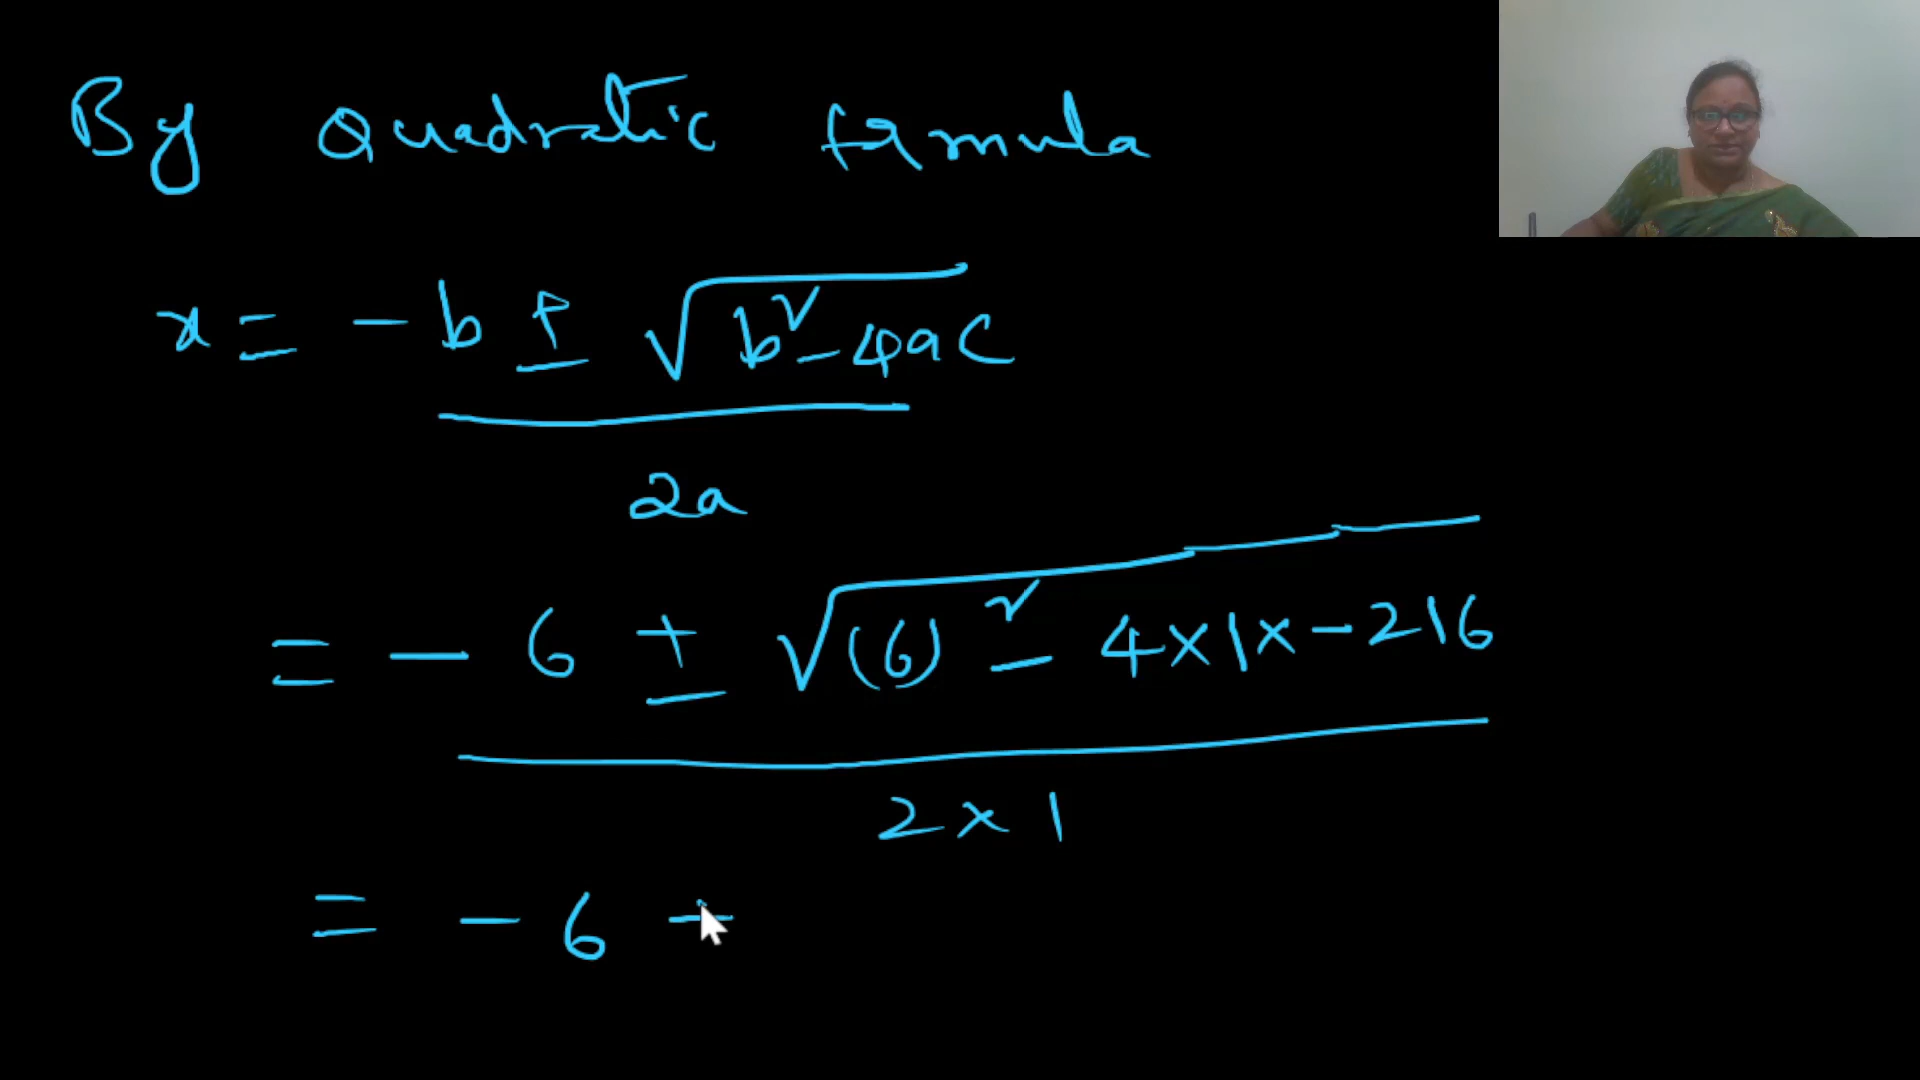 By Quadratic formula
x = -b ± √(b² - 4ac)
2a
= - 6 ± √((6)² - 4×1×-216)
2×1
= - 6 -